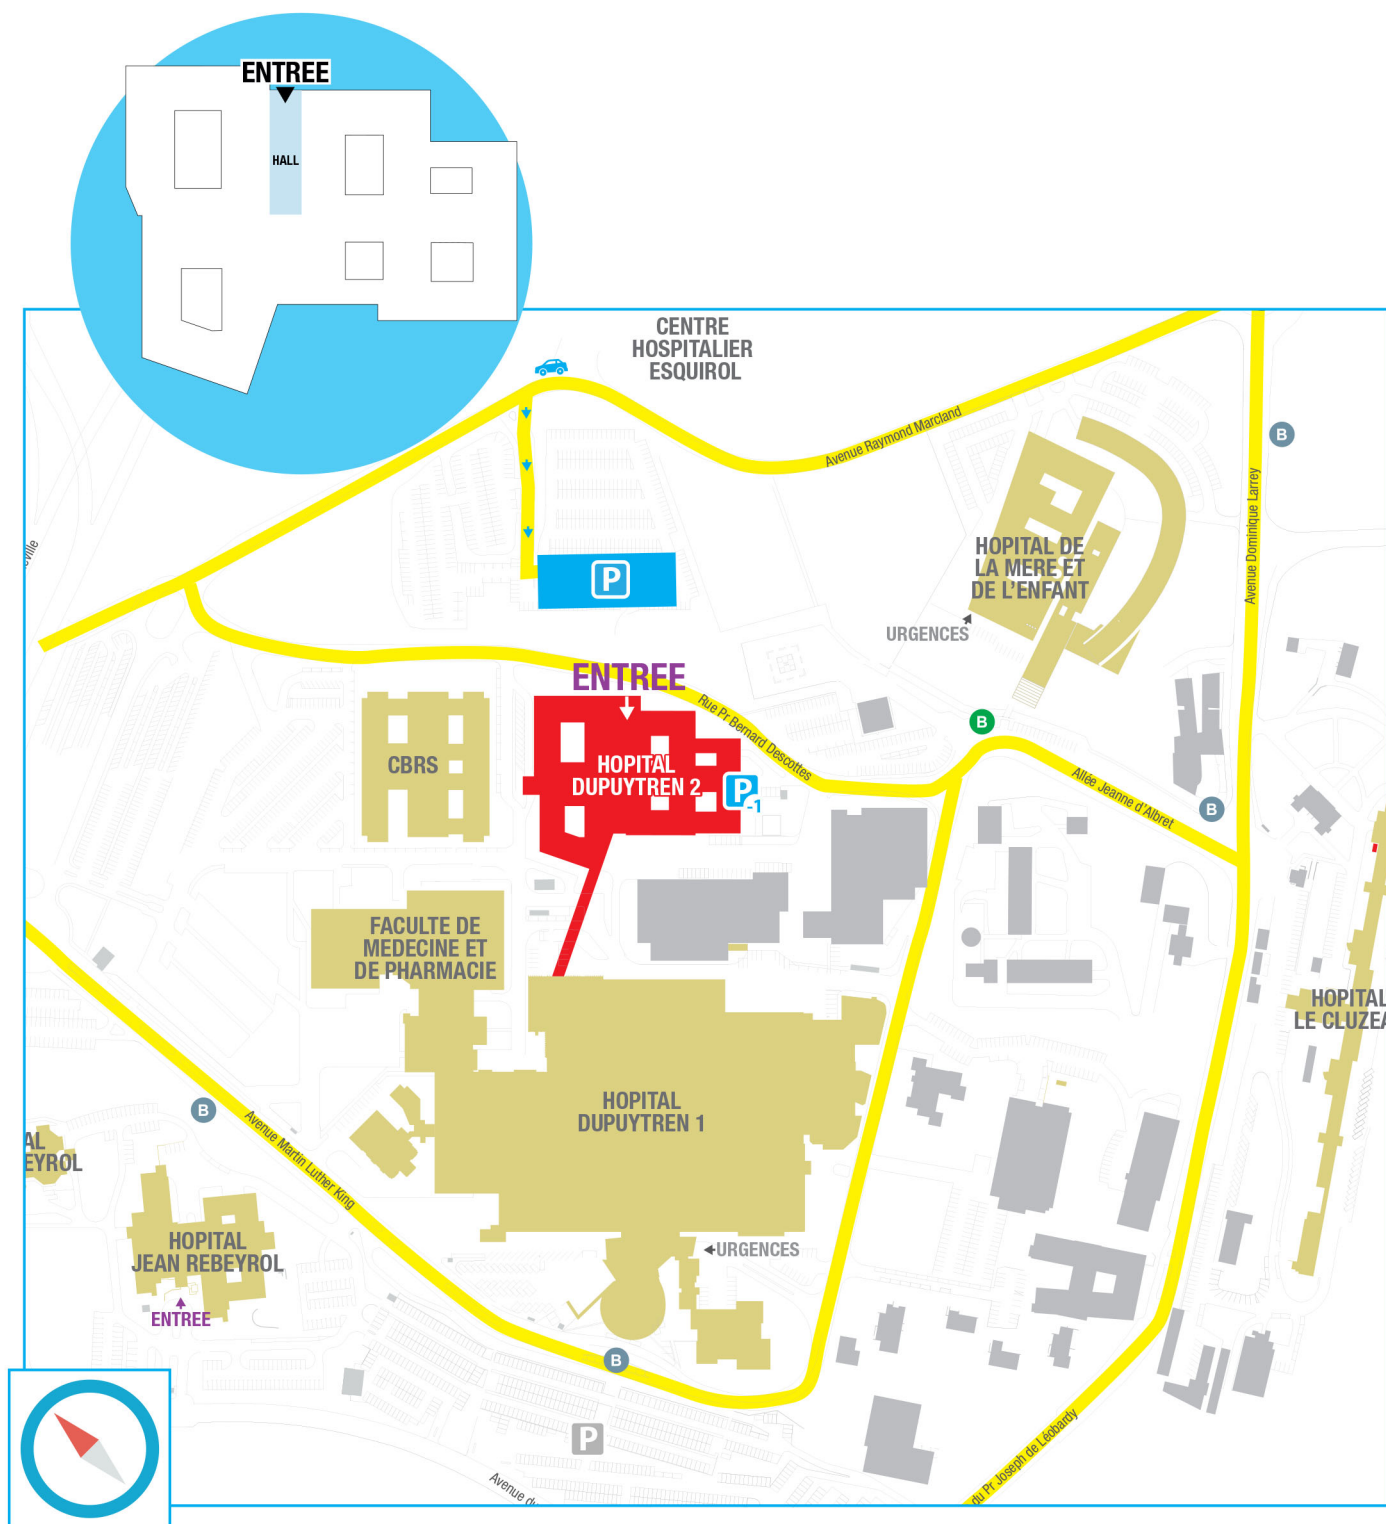 ENTREE
HALL
CENTRE
HOSPITALIER
ESQUIROL
Avenue Raymond Marcland
B
Avenue Dominique Larrey
HOPITAL DE
LA MERE ET
DE L'ENFANT
URGENCES
P
ENTREE
Rue Pr Bernard Descottes
B
CBRS
HOPITAL
DUPUYTREN 2
P
-1
Allée Jeanne d'Albret
B
FACULTE DE
MEDECINE ET
DE PHARMACIE
HOPITAL
LE CLUZEA
HOPITAL
DUPUYTREN 1
B
Avenue Martin Luther King
AL
EYROL
HOPITAL
JEAN REBEYROL
ENTREE
URGENCES
B
P
Avenue du
du Pr Joseph de Léobardy